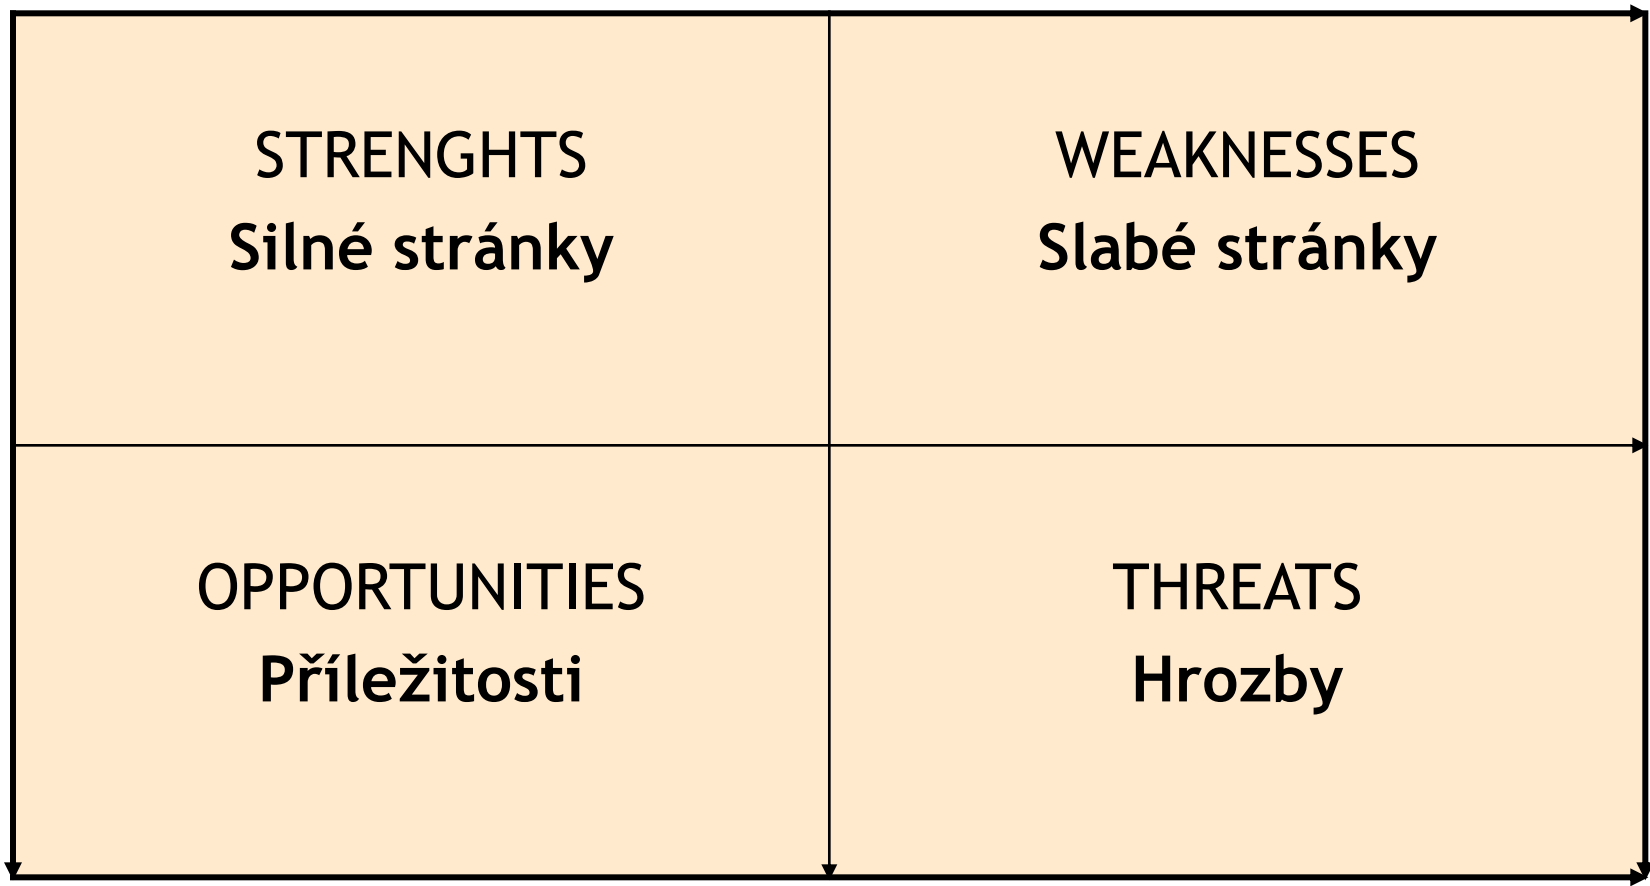 STRENGHTS
Silné stránky
WEAKNESSES
Slabé stránky
OPPORTUNITIES
Příležitosti
THREATS
Hrozby